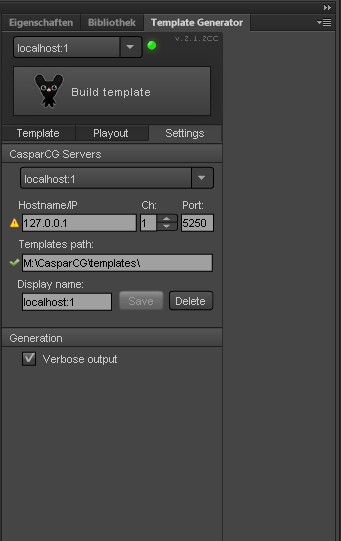 Eigenschaften Bibliothek Template Generator
localhost:1
v.2.1.2CC
Build template
Template Playout Settings
CasparCG Servers
localhost:1
Hostname/IP Ch: Port:
127.0.0.1 1 5250
Templates path:
M:\CasparCG\templates\
Display name:
localhost:1 Save Delete
Generation
Verbose output